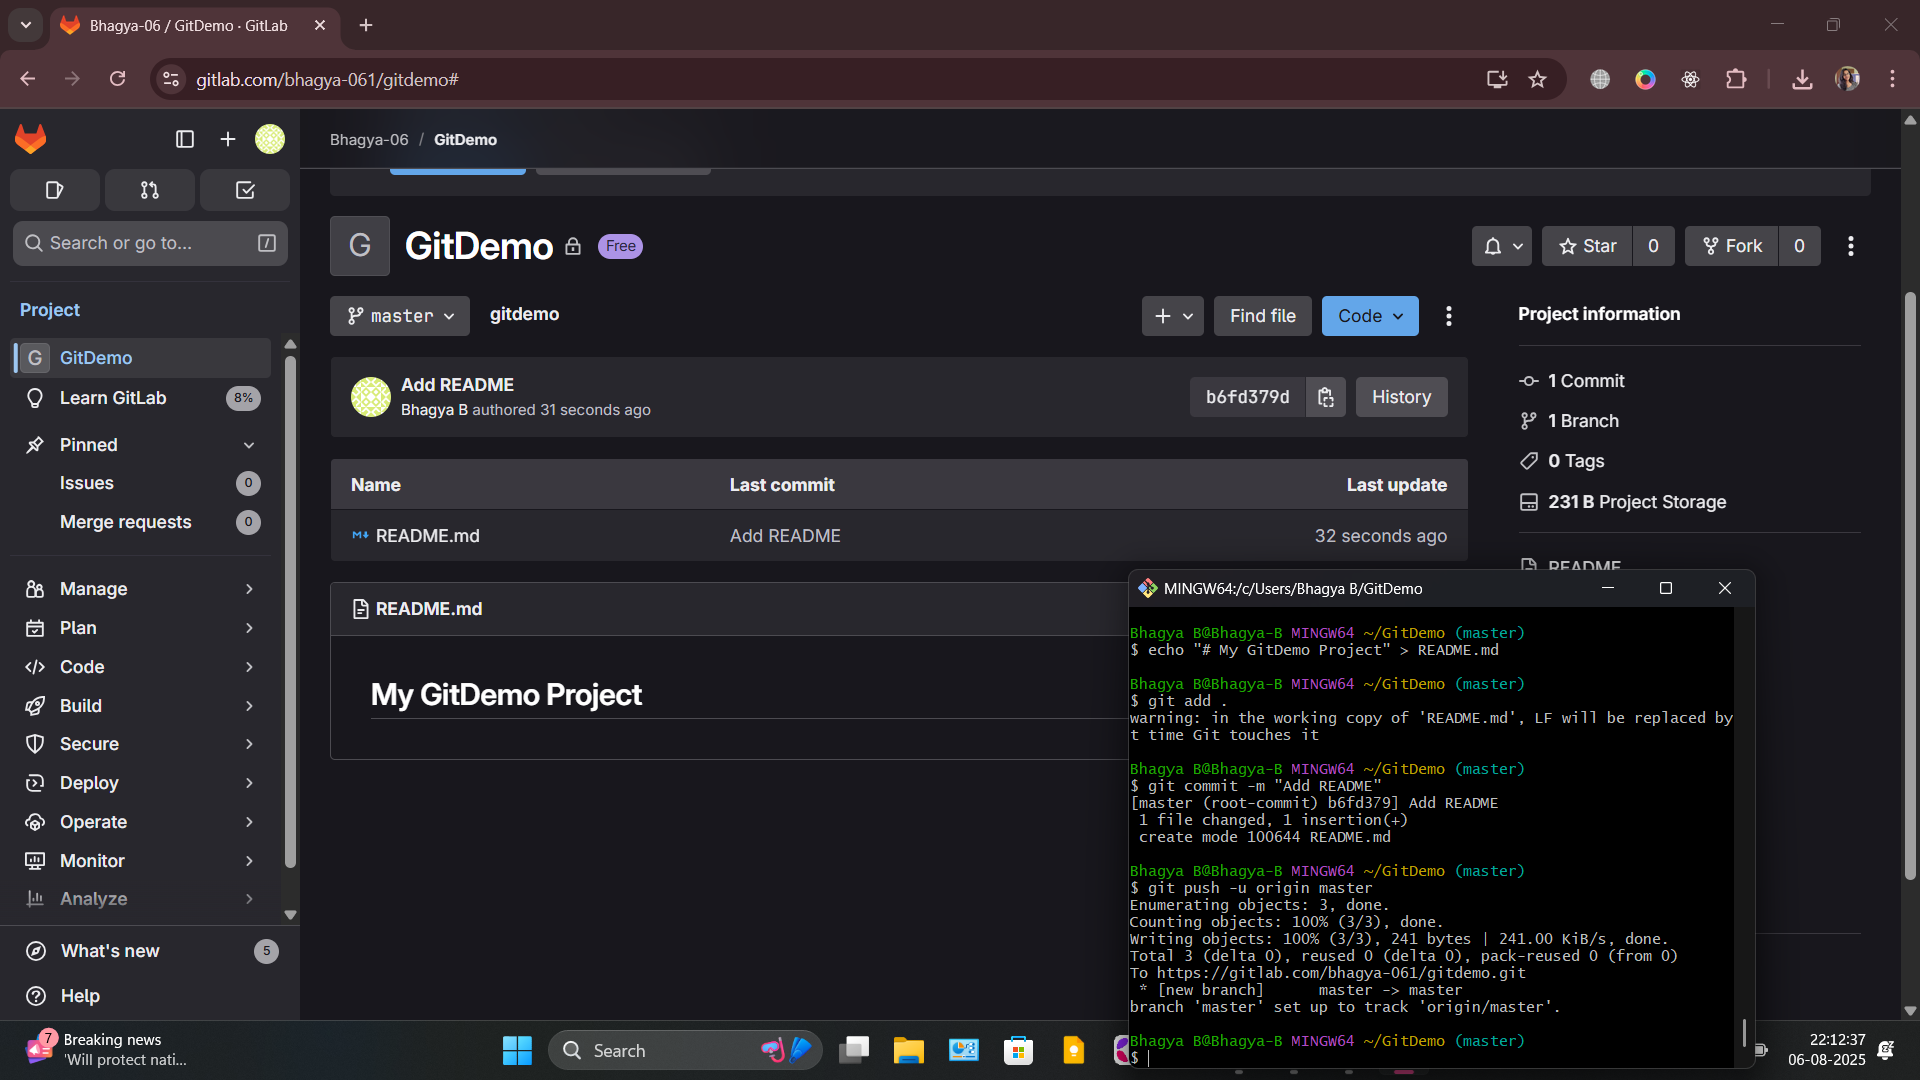 Bhagya-06 / GitDemo · GitLab
gitlab.com/bhagya-061/gitdemo#
Bhagya-06 / GitDemo
Search or go to... /
Project
G GitDemo
Learn GitLab 8%
Pinned
Issues 0
Merge requests 0
Manage
Plan
Code
Build
Secure
Deploy
Operate
Monitor
Analyze
What's new 5
Help
G GitDemo Free
Star 0 Fork 0
master gitdemo
Find file Code
Add README
Bhagya B authored 31 seconds ago
b6fd379d History
Name Last commit Last update
README.md Add README 32 seconds ago
README.md
My GitDemo Project
Project information
1 Commit
1 Branch
0 Tags
231 B Project Storage
README
MINGW64:/c/Users/Bhagya B/GitDemo
Bhagya B@Bhagya-B MINGW64 ~/GitDemo (master)
$ echo "# My GitDemo Project" > README.md
Bhagya B@Bhagya-B MINGW64 ~/GitDemo (master)
$ git add .
warning: in the working copy of 'README.md', LF will be replaced by
t time Git touches it
Bhagya B@Bhagya-B MINGW64 ~/GitDemo (master)
$ git commit -m "Add README"
[master (root-commit) b6fd379] Add README
1 file changed, 1 insertion(+)
create mode 100644 README.md
Bhagya B@Bhagya-B MINGW64 ~/GitDemo (master)
$ git push -u origin master
Enumerating objects: 3, done.
Counting objects: 100% (3/3), done.
Writing objects: 100% (3/3), 241 bytes | 241.00 KiB/s, done.
Total 3 (delta 0), reused 0 (delta 0), pack-reused 0 (from 0)
To https://gitlab.com/bhagya-061/gitdemo.git
* [new branch] master -> master
branch 'master' set up to track 'origin/master'.
Bhagya B@Bhagya-B MINGW64 ~/GitDemo (master)
$
7
Breaking news
'Will protect nati...
Search
22:12:37
06-08-2025